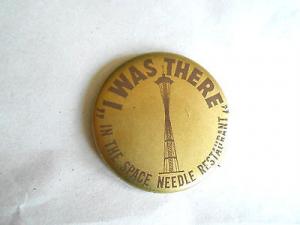 "I WAS THERE
IN THE SPACE NEEDLE RESTAURANT"